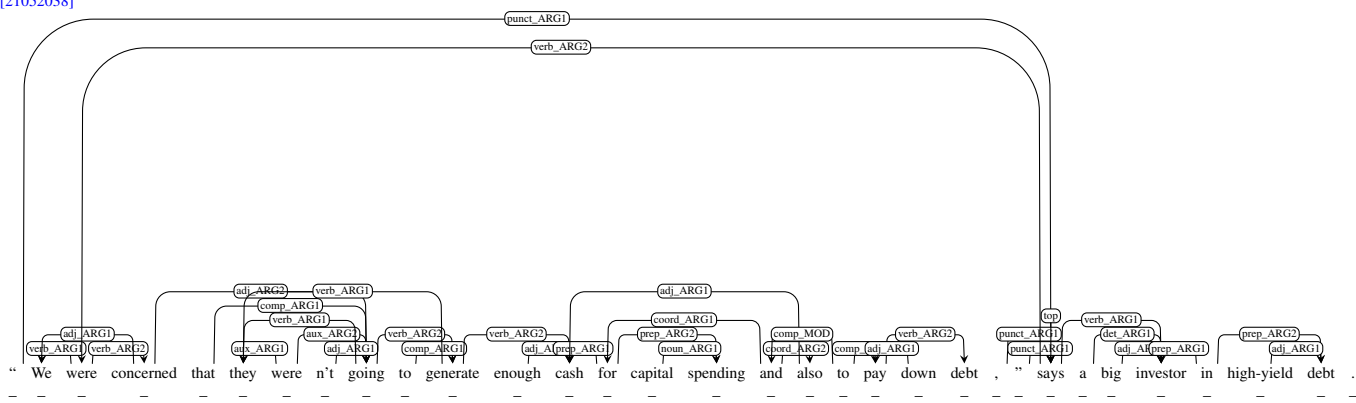 [21052038]
punct_ARG1
verb_ARG2
adj_ARG2 verb_ARG1 adj_ARG1
comp_ARG1
top
verb_ARG1 coord_ARG1 verb_ARG1
adj_ARG1 aux_ARG2 verb_ARG2 verb_ARG2 prep_ARG2 comp_MOD verb_ARG2 punct_ARG1 det_ARG1 prep_ARG2
verb_ARG1 verb_ARG2 aux_ARG1 adj_ARG1 comp_ARG1 prep_ARG1 noun_ARG1 coord_ARG2 adj_ARG1 punct_ARG1 prep_ARG1 adj_ARG1
“ We were concerned that they were n't going to generate enough cash for capital spending and also to pay down debt , ” says a big investor in high-yield debt .